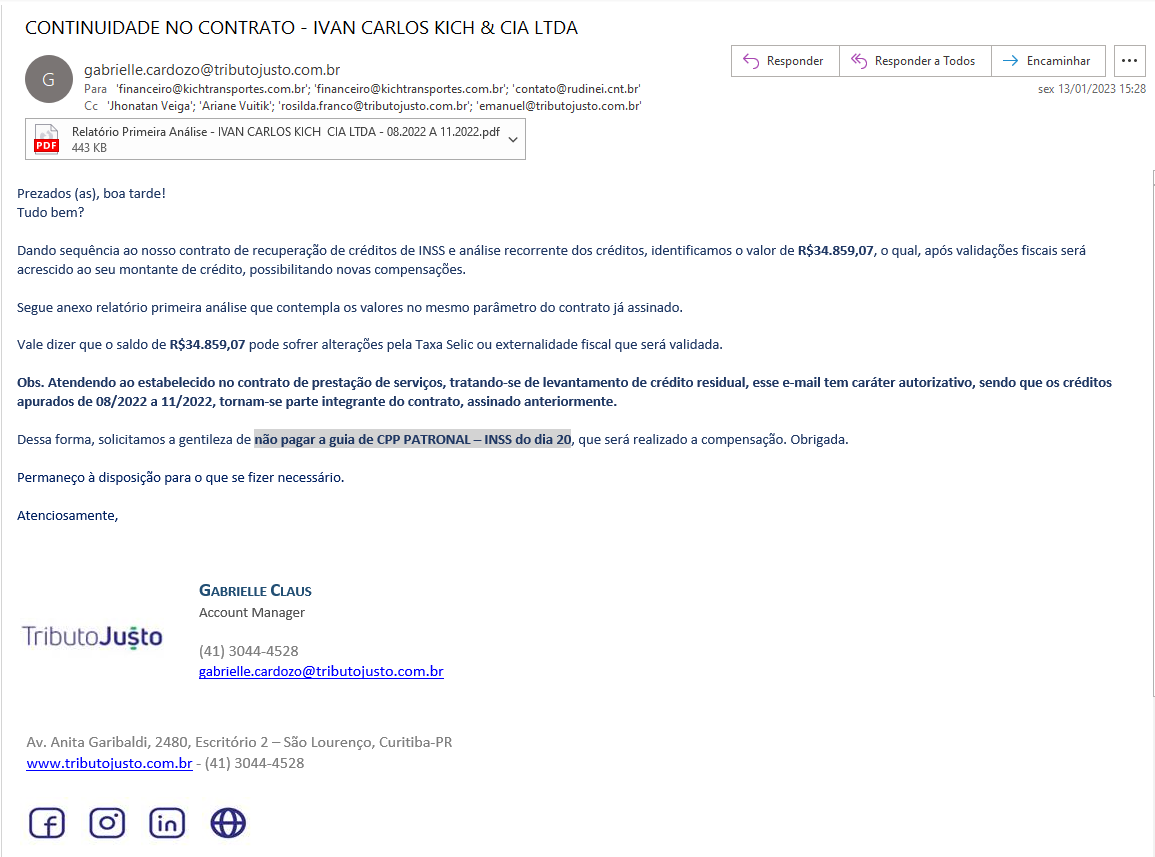 CONTINUIDADE NO CONTRATO - IVAN CARLOS KICH & CIA LTDA
G
gabrielle.cardozo@tributojusto.com.br
Para 'financeiro@kichtransportes.com.br'; 'financeiro@kichtransportes.com.br'; 'contato@rudinei.cnt.br'
Cc 'Jhonatan Veiga'; 'Ariane Vuitik'; 'rosilda.franco@tributojusto.com.br'; 'emanuel@tributojusto.com.br'
Responder
Responder a Todos
Encaminhar
sex 13/01/2023 15:28
PDF
Relatório Primeira Análise - IVAN CARLOS KICH CIA LTDA - 08.2022 A 11.2022.pdf
443 KB
Prezados (as), boa tarde!
Tudo bem?
Dando sequência ao nosso contrato de recuperação de créditos de INSS e análise recorrente dos créditos, identificamos o valor de R$34.859,07, o qual, após validações fiscais será
acrescido ao seu montante de crédito, possibilitando novas compensações.
Segue anexo relatório primeira análise que contempla os valores no mesmo parâmetro do contrato já assinado.
Vale dizer que o saldo de R$34.859,07 pode sofrer alterações pela Taxa Selic ou externalidade fiscal que será validada.
Obs. Atendendo ao estabelecido no contrato de prestação de serviços, tratando-se de levantamento de crédito residual, esse e-mail tem caráter autorizativo, sendo que os créditos
apurados de 08/2022 a 11/2022, tornam-se parte integrante do contrato, assinado anteriormente.
Dessa forma, solicitamos a gentileza de não pagar a guia de CPP PATRONAL – INSS do dia 20, que será realizado a compensação. Obrigada.
Permaneço à disposição para o que se fizer necessário.
Atenciosamente,
GABRIELLE CLAUS
Account Manager
TributoJusto
(41) 3044-4528
gabrielle.cardozo@tributojusto.com.br
Av. Anita Garibaldi, 2480, Escritório 2 – São Lourenço, Curitiba-PR
www.tributojusto.com.br - (41) 3044-4528